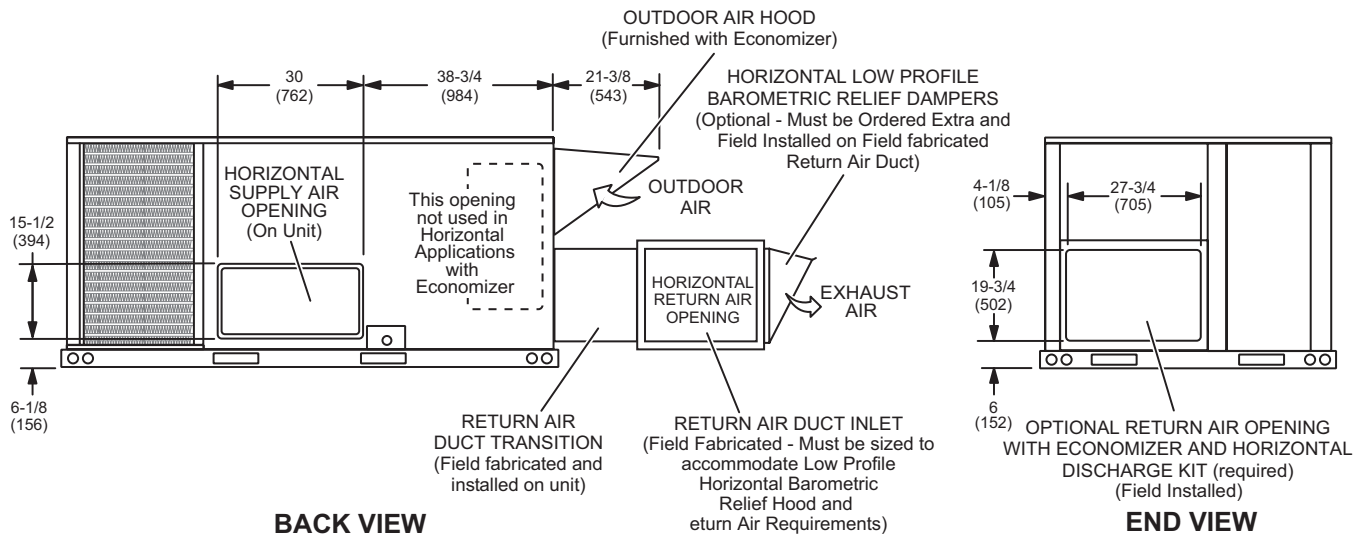 OUTDOOR AIR HOOD
(Furnished with Economizer)
30
(762)
38-3/4
(984)
21-3/8
(543)
HORIZONTAL LOW PROFILE
BAROMETRIC RELIEF DAMPERS
(Optional - Must be Ordered Extra and
Field Installed on Field fabricated
Return Air Duct)
HORIZONTAL
SUPPLY AIR
OPENING
(On Unit)
15-1/2
(394)
This opening
not used in
Horizontal
Applications
with
Economizer
OUTDOOR
AIR
HORIZONTAL
RETURN AIR
OPENING
EXHAUST
AIR
6-1/8
(156)
RETURN AIR
DUCT TRANSITION
(Field fabricated and
installed on unit)
RETURN AIR DUCT INLET
(Field Fabricated - Must be sized to
accommodate Low Profile
Horizontal Barometric
Relief Hood and
eturn Air Requirements)
BACK VIEW
4-1/8
(105)
27-3/4
(705)
19-3/4
(502)
6
(152)
OPTIONAL RETURN AIR OPENING
WITH ECONOMIZER AND HORIZONTAL
DISCHARGE KIT (required)
(Field Installed)
END VIEW